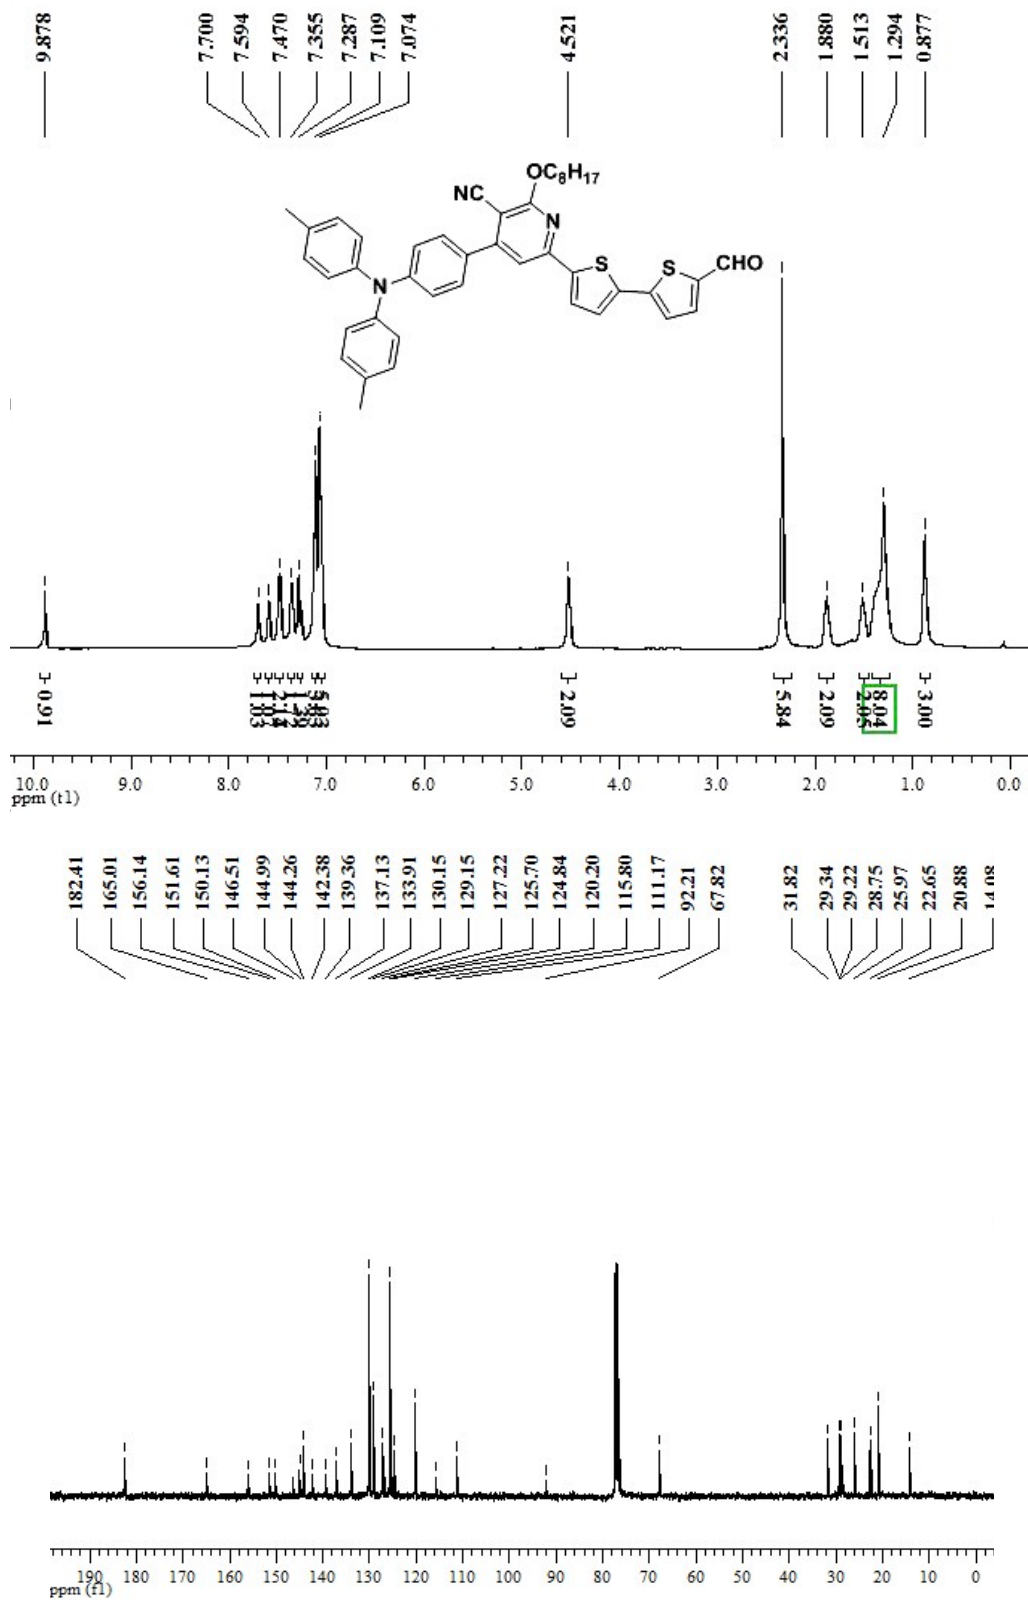 9.878 7.700 7.594 7.470 7.355 7.287 7.109 7.074 4.521 2.336 1.880 1.513 1.294 0.877
OC8H17
NC
N
S
S
CHO
N
0.91 1.03 2.09 5.84 2.09 2.05 8.04 3.00
10.0 9.0 8.0 7.0 6.0 5.0 4.0 3.0 2.0 1.0 0.0
ppm (t1)
182.41 165.01 156.14 151.61 150.13 146.51 144.99 144.26 142.38 139.36 137.13 133.91 130.15 129.15 127.22 125.70 124.84 120.20 115.80 111.17 92.21 67.82 31.82 29.34 29.22 28.75 25.97 22.65 20.88 14.08
190 180 170 160 150 140 130 120 110 100 90 80 70 60 50 40 30 20 10 0
ppm (f1)